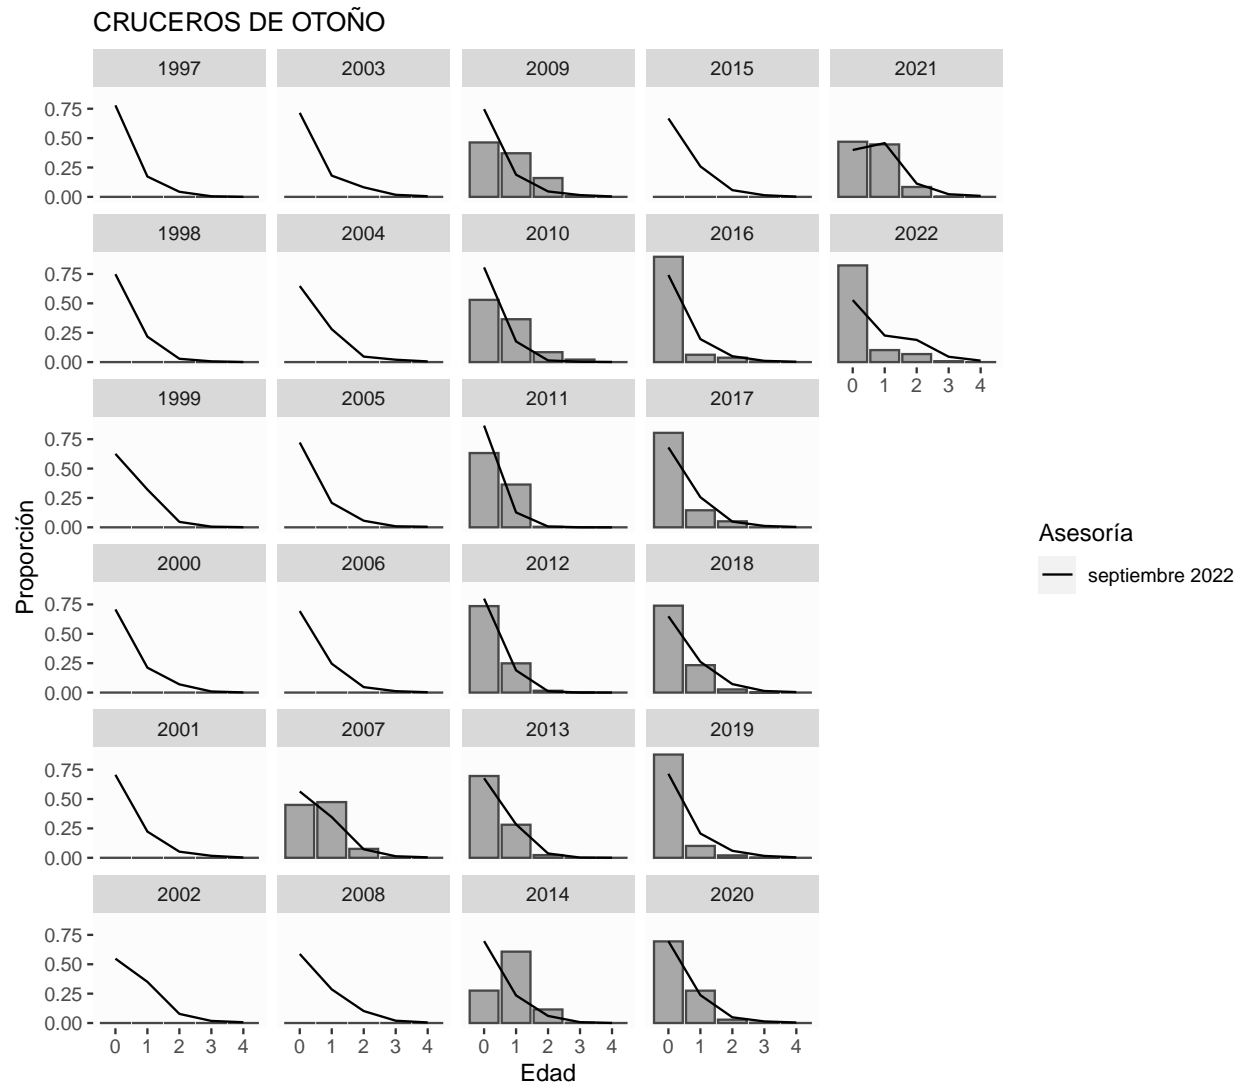 CRUCEROS DE OTOÑO
1997 2003 2009 2015 2021
0.75
0.50
0.25
0.00
1998 2004 2010 2016 2022
0.75
0.50
0.25
0.00
0 1 2 3 4
1999 2005 2011 2017
0.75
0.50
0.25
0.00
2000 2006 2012 2018
0.75
0.50
0.25
0.00
2001 2007 2013 2019
0.75
0.50
0.25
0.00
2002 2008 2014 2020
0.75
0.50
0.25
0.00
0 1 2 3 4 0 1 2 3 4 0 1 2 3 4 0 1 2 3 4
Edad
Proporción
Asesoría
septiembre 2022